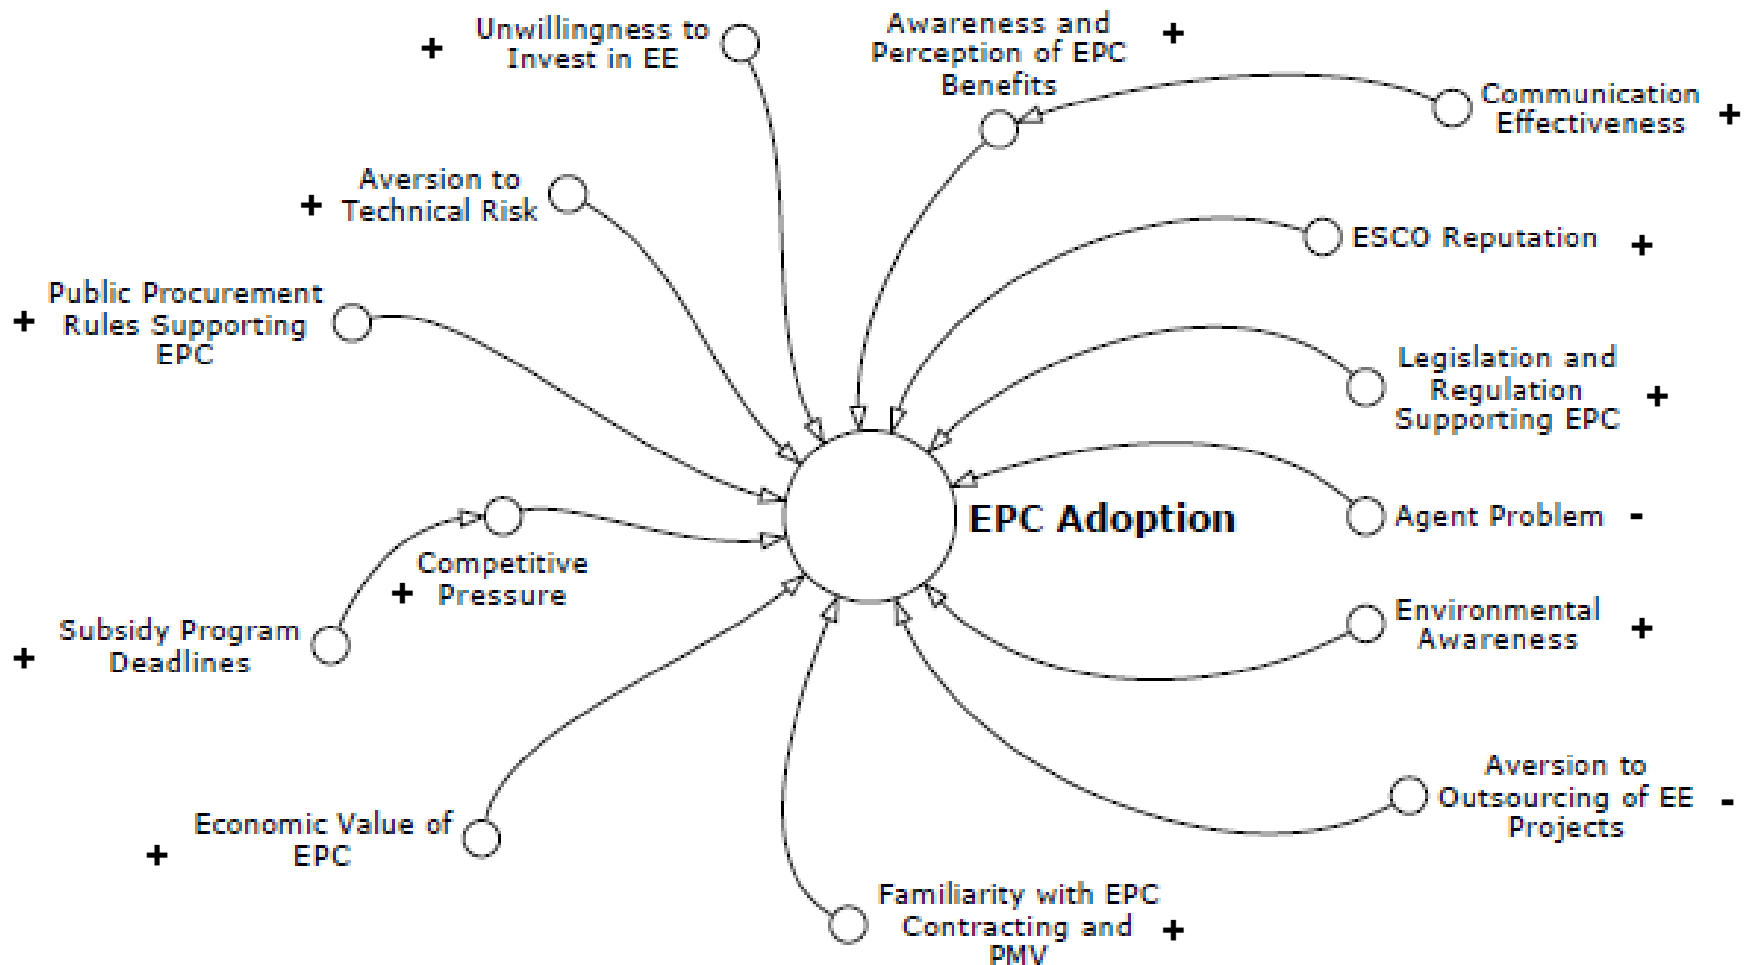 +
Unwillingness to
Invest in EE
Awareness and
Perception of EPC
Benefits
+
Communication
Effectiveness
+
+
Aversion to
Technical Risk
ESCO Reputation
+
+
Public Procurement
Rules Supporting
EPC
Legislation and
Regulation
Supporting EPC
+
EPC Adoption
Agent Problem
-
Competitive
Pressure
+
Environmental
Awareness
+
+
Subsidy Program
Deadlines
Aversion to
Outsourcing of EE
Projects
-
+
Economic Value of
EPC
Familiarity with EPC
Contracting and
PMV
+